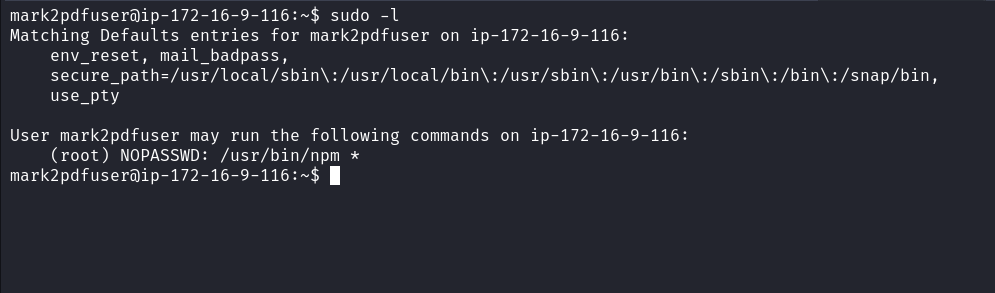 mark2pdfuser@ip-172-16-9-116:~$ sudo -l
Matching Defaults entries for mark2pdfuser on ip-172-16-9-116:
    env_reset, mail_badpass,
    secure_path=/usr/local/sbin\:/usr/local/bin\:/usr/sbin\:/usr/bin\:/sbin\:/bin\:/snap/bin,
    use_pty

User mark2pdfuser may run the following commands on ip-172-16-9-116:
    (root) NOPASSWD: /usr/bin/npm *
mark2pdfuser@ip-172-16-9-116:~$